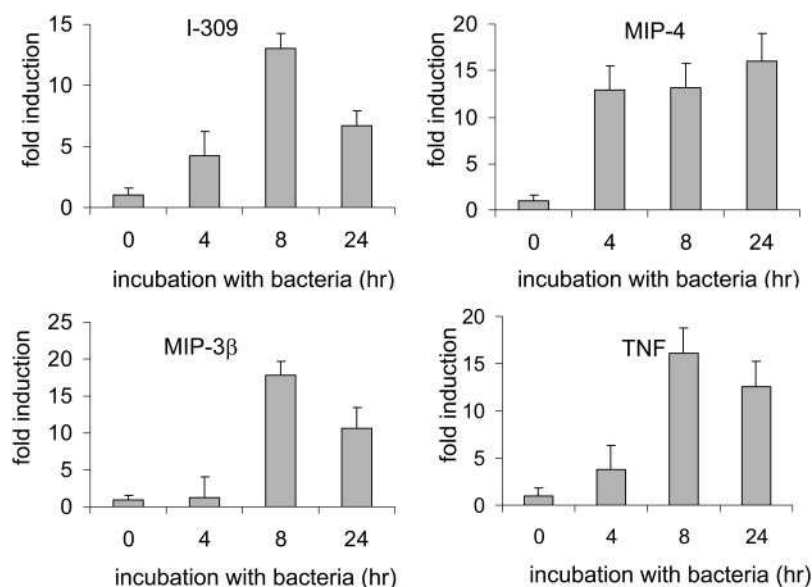 I-309
fold induction
15
10
5
0
0 4 8 24
incubation with bacteria (hr)
MIP-4
fold induction
20
15
10
5
0
0 4 8 24
incubation with bacteria (hr)
MIP-3β
fold induction
25
20
15
10
5
0
0 4 8 24
incubation with bacteria (hr)
TNF
fold induction
20
15
10
5
0
0 4 8 24
incubation with bacteria (hr)